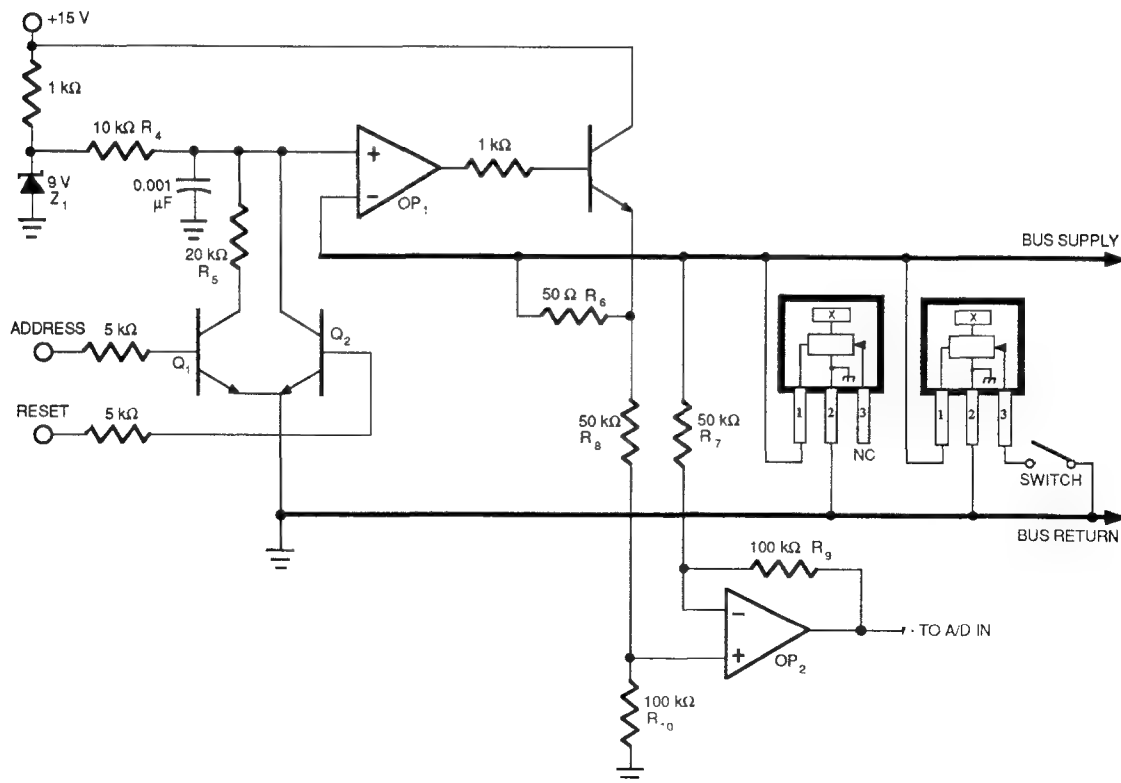 +15 V
1 kΩ
10 kΩ R4
1 kΩ
9 V
Z1
0.001
µF
OP1
20 kΩ
R5
BUS SUPPLY
50 Ω R6
X
X
ADDRESS
5 kΩ
Q1
Q2
1
2
3
1
2
3
RESET
5 kΩ
50 kΩ
R8
50 kΩ
R7
NC
SWITCH
BUS RETURN
100 kΩ R9
TO A/D IN
OP2
100 kΩ
R10